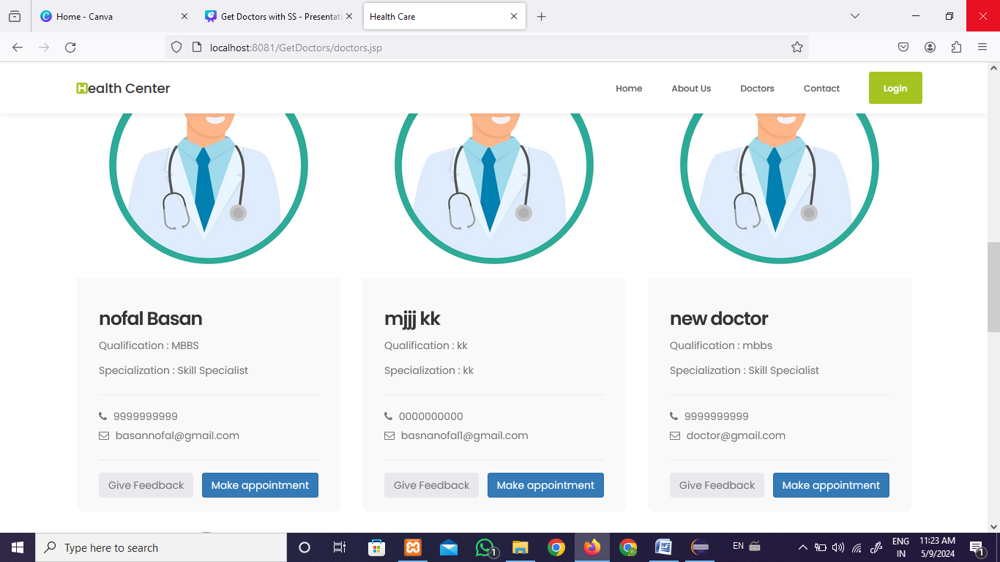 Home - Canva
Get Doctors with SS - Presentati
Health Care
localhost:8081/GetDoctors/doctors.jsp
Health Center
Home
About Us
Doctors
Contact
Login
nofal Basan
Qualification : MBBS
Specialization : Skill Specialist
9999999999
basannofal@gmail.com
Give Feedback
Make appointment
mjjj kk
Qualification : kk
Specialization : kk
0000000000
basnanofal1@gmail.com
Give Feedback
Make appointment
new doctor
Qualification : mbbs
Specialization : Skill Specialist
9999999999
doctor@gmail.com
Give Feedback
Make appointment
Type here to search
1
EN
ENG
IN
11:23 AM
5/9/2024
1